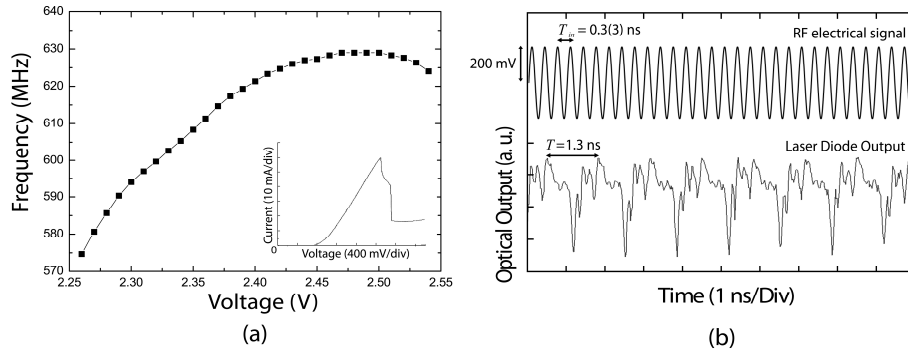 (a)
Frequency (MHz)
640
630
620
610
600
590
580
570
2.25
2.30
2.35
2.40
2.45
2.50
2.55
Voltage (V)
Current (10 mA/div)
0
Voltage (400 mV/div)
(b)
T_in = 0.3(3) ns
RF electrical signal
200 mV
T = 1.3 ns
Laser Diode Output
Optical Output (a. u.)
Time (1 ns/Div)